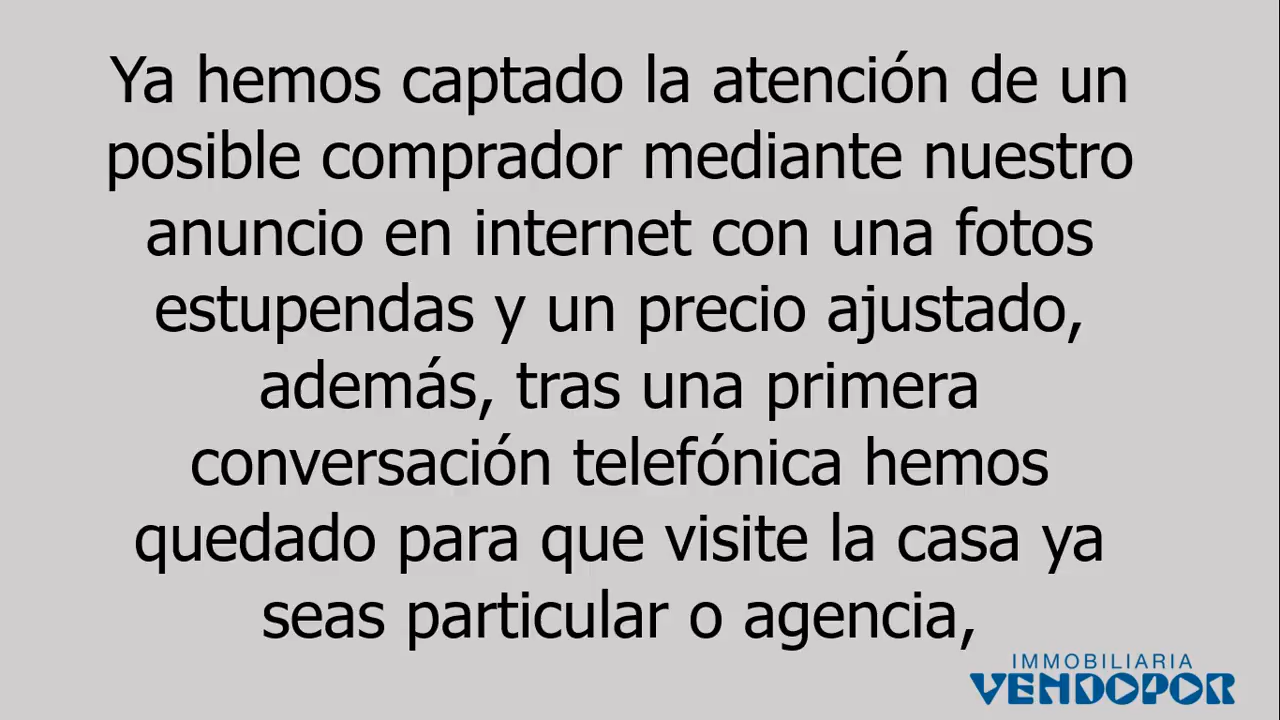 Ya hemos captado la atención de un
posible comprador mediante nuestro
anuncio en internet con una fotos
estupendas y un precio ajustado,
además, tras una primera
conversación telefónica hemos
quedado para que visite la casa ya
seas particular o agencia,
IMMOBILIARIA
VENDOPOR